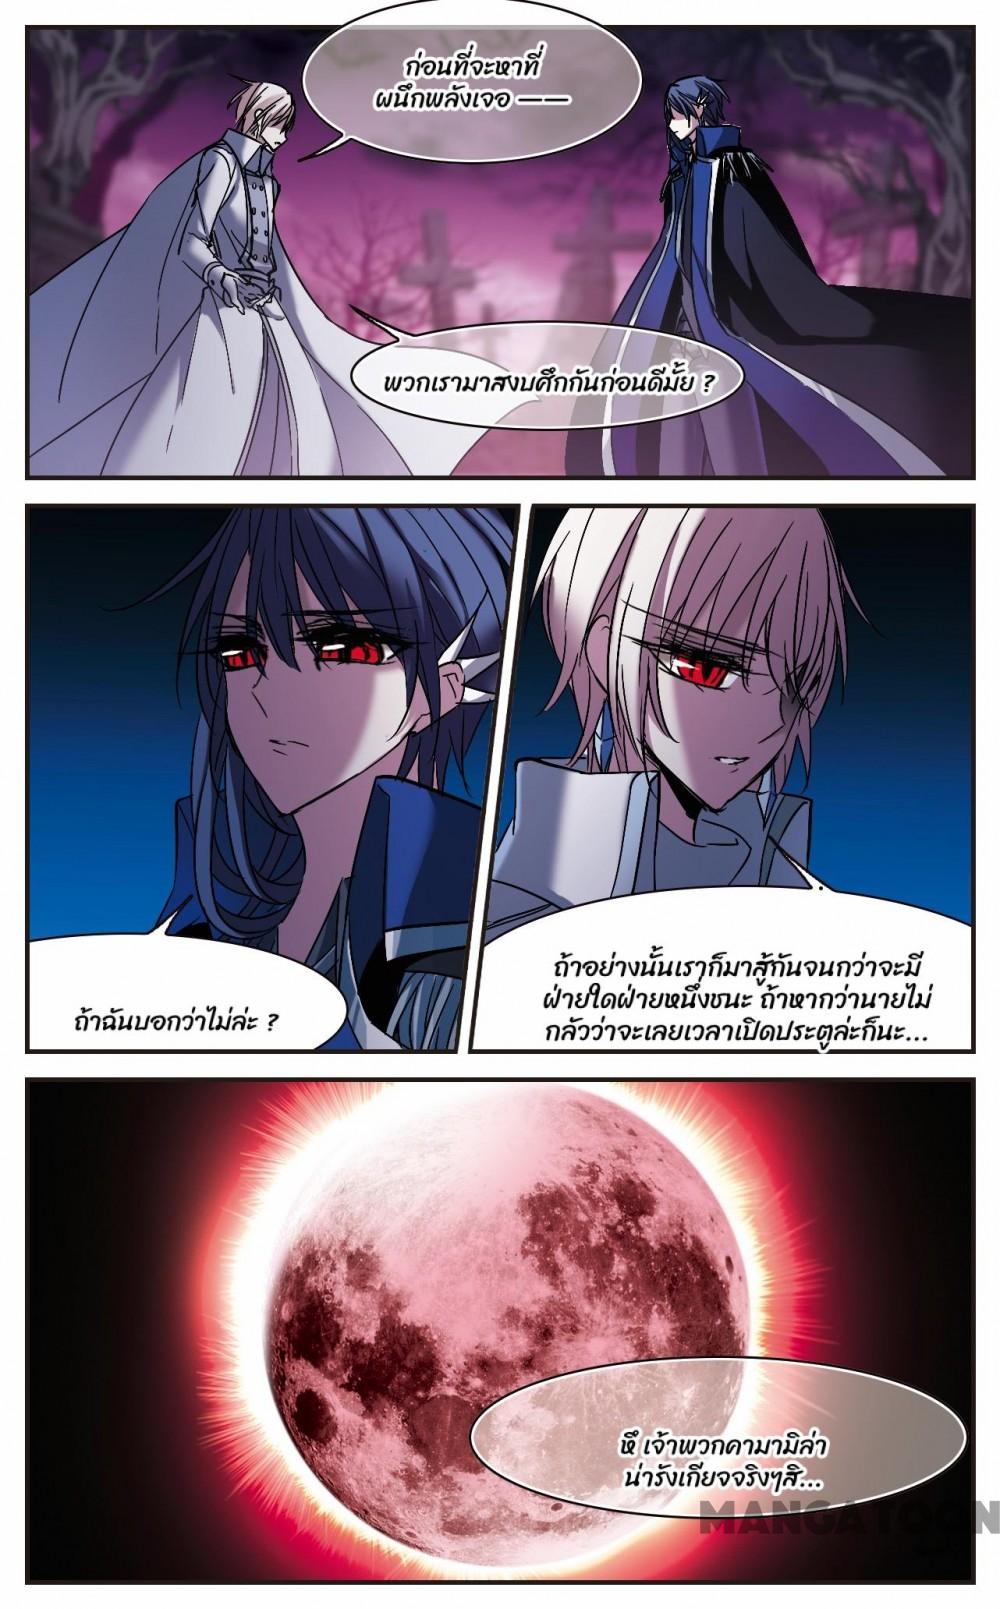 ก่อนที่จะหาที่
ผนึกพลังเจอ ——
พวกเรามาสงบศึกกันก่อนดีมั้ย ?
ถ้าฉันบอกว่าไม่ล่ะ ?
ถ้าอย่างนั้นเราก็มาสู้กันจนกว่าจะมี
ฝ่ายใดฝ่ายหนึ่งชนะ ถ้าหากว่านายไม่
กลัวว่าจะเลยเวลาเปิดประตูล่ะก็นะ...
หึ เจ้าพวกคามามิล่า
น่ารังเกียจจริงๆสิ...
MANGATOON